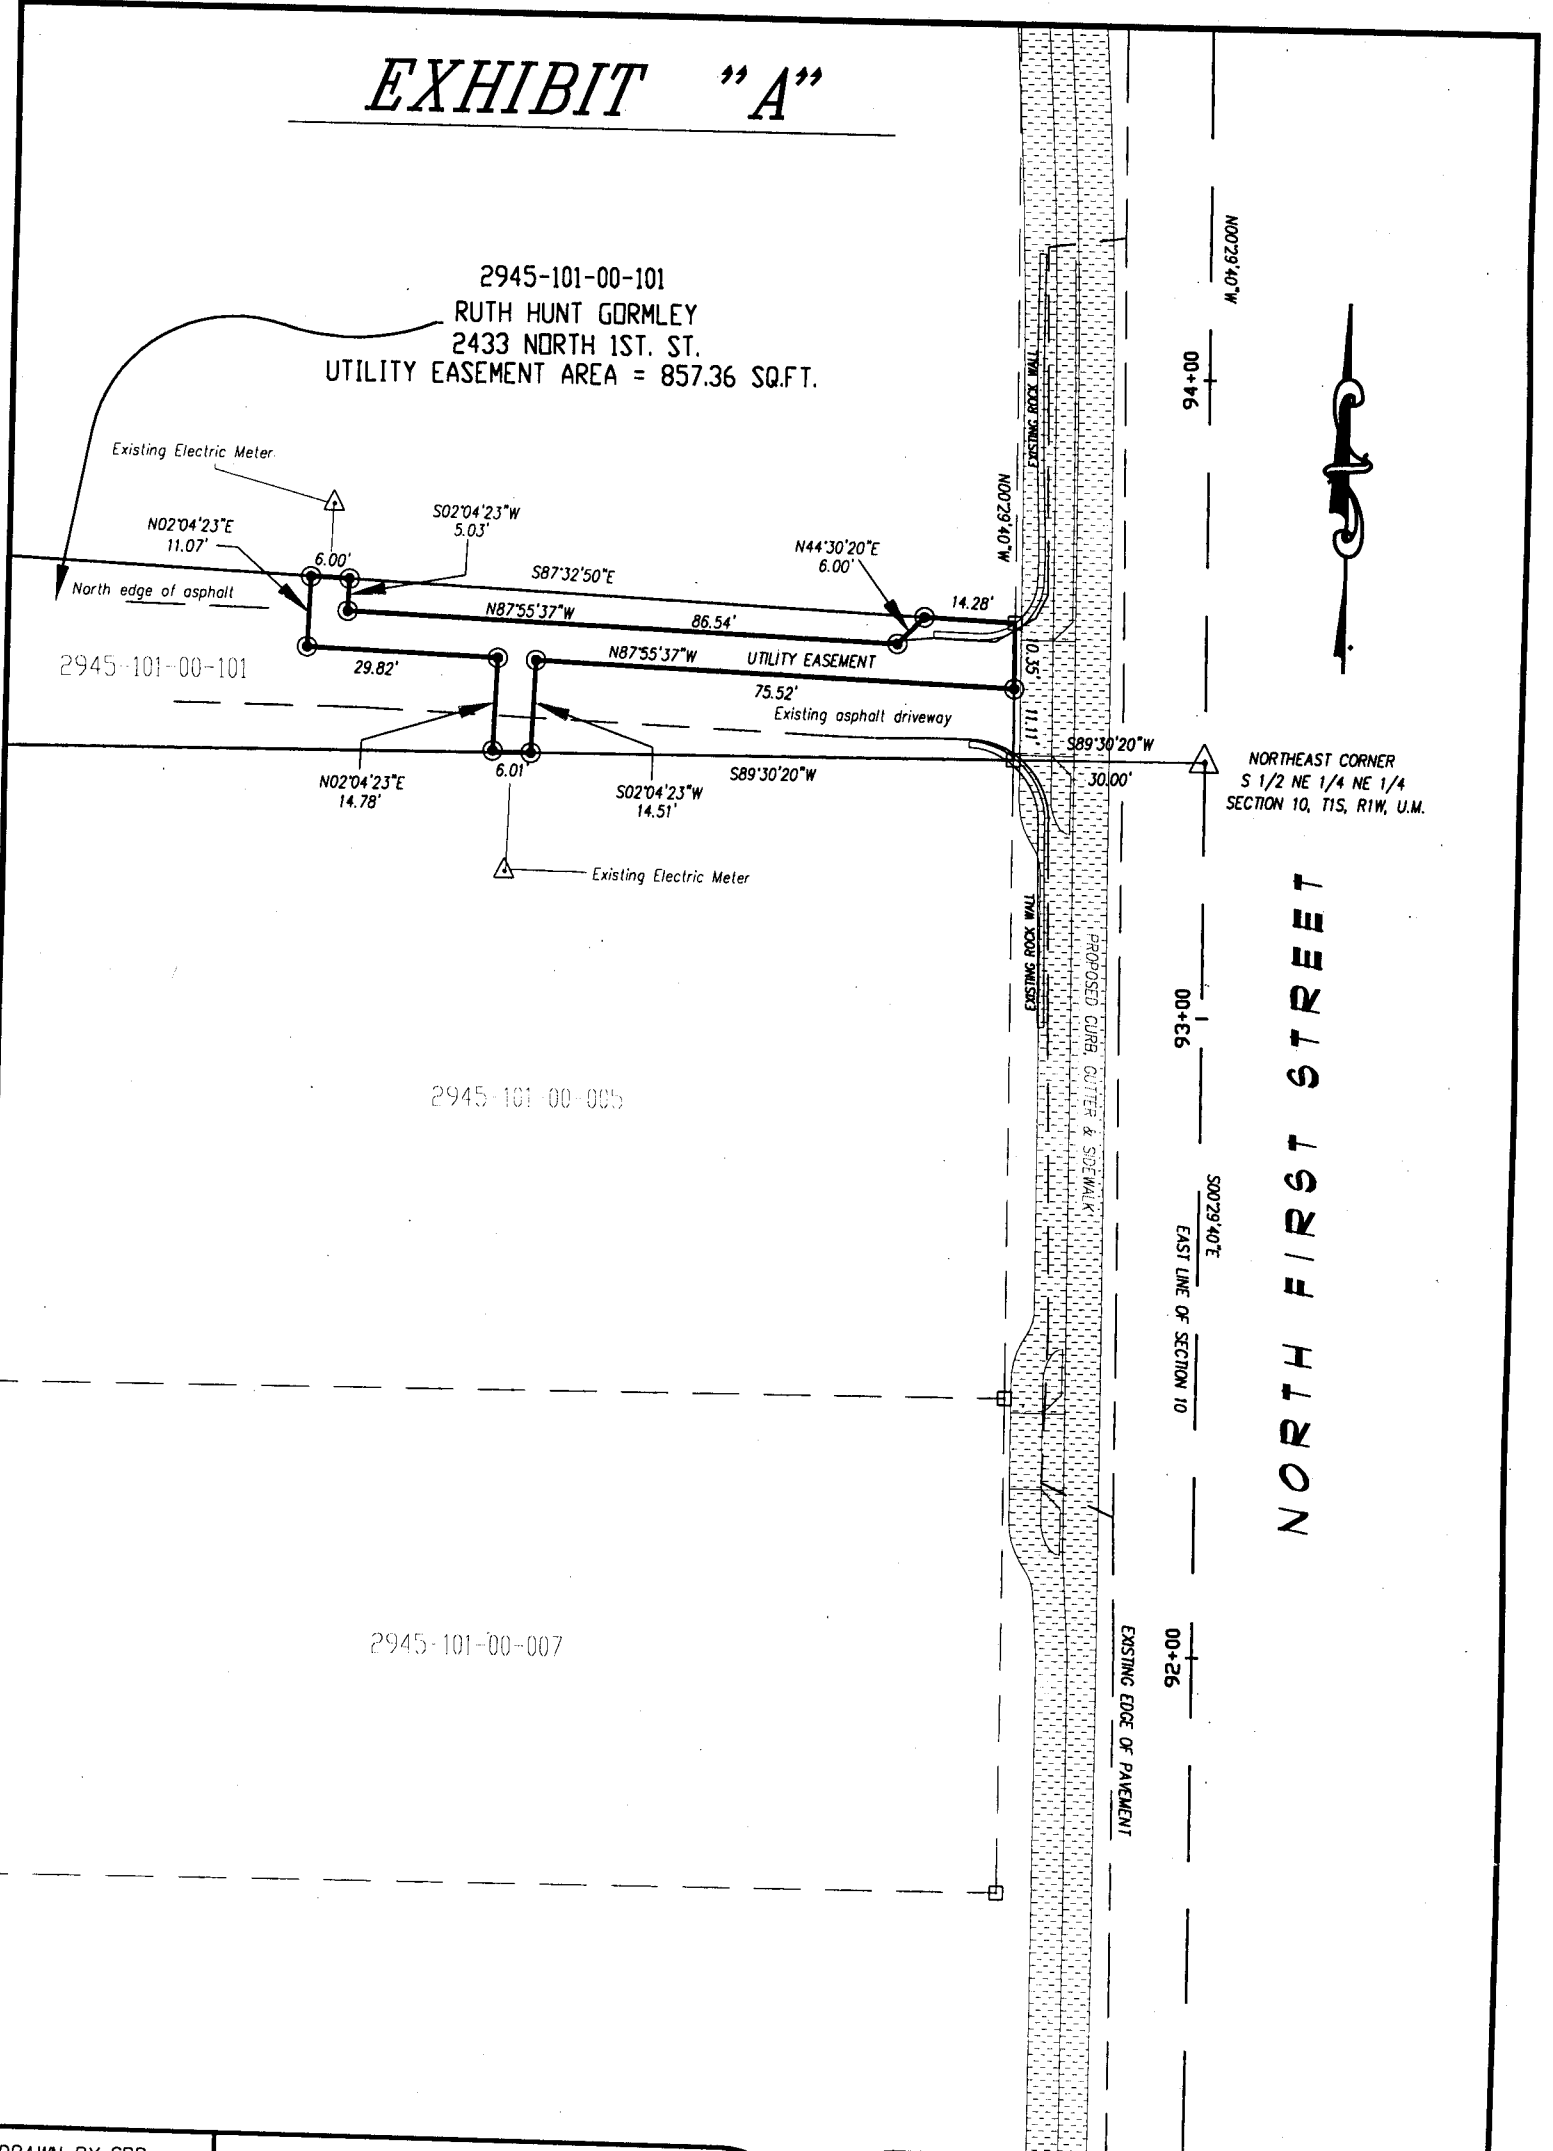 EXHIBIT "A"
2945-101-00-101
RUTH HUNT GORMLEY
2433 NORTH 1ST. ST.
UTILITY EASEMENT AREA = 857.36 SQ.FT.
N00°29'40"W
94+00
EXISTING ROCK WALL
Existing Electric Meter
N02°04'23"E
11.07'
6.00'
S02°04'23"W
5.03'
S87°32'50"E
N44°30'20"E
6.00'
N00°29'40"W
14.28'
North edge of asphalt
N87°55'37"W
86.54'
2945-101-00-101
29.82'
N87°55'37"W
UTILITY EASEMENT
75.52'
0.35'
11.11'
Existing asphalt driveway
S89°30'20"W
30.00'
NORTHEAST CORNER
S 1/2 NE 1/4 NE 1/4
SECTION 10, T1S, R1W, U.M.
N02°04'23"E
14.78'
6.01'
S02°04'23"W
14.51'
S89°30'20"W
Existing Electric Meter
EXISTING ROCK WALL
PROPOSED CURB, GUTTER & SIDEWALK
93+00
NORTH FIRST STREET
2945-101-00-005
S00°29'40"E
EAST LINE OF SECTION 10
2945-101-00-007
EXISTING EDGE OF PAVEMENT
92+00